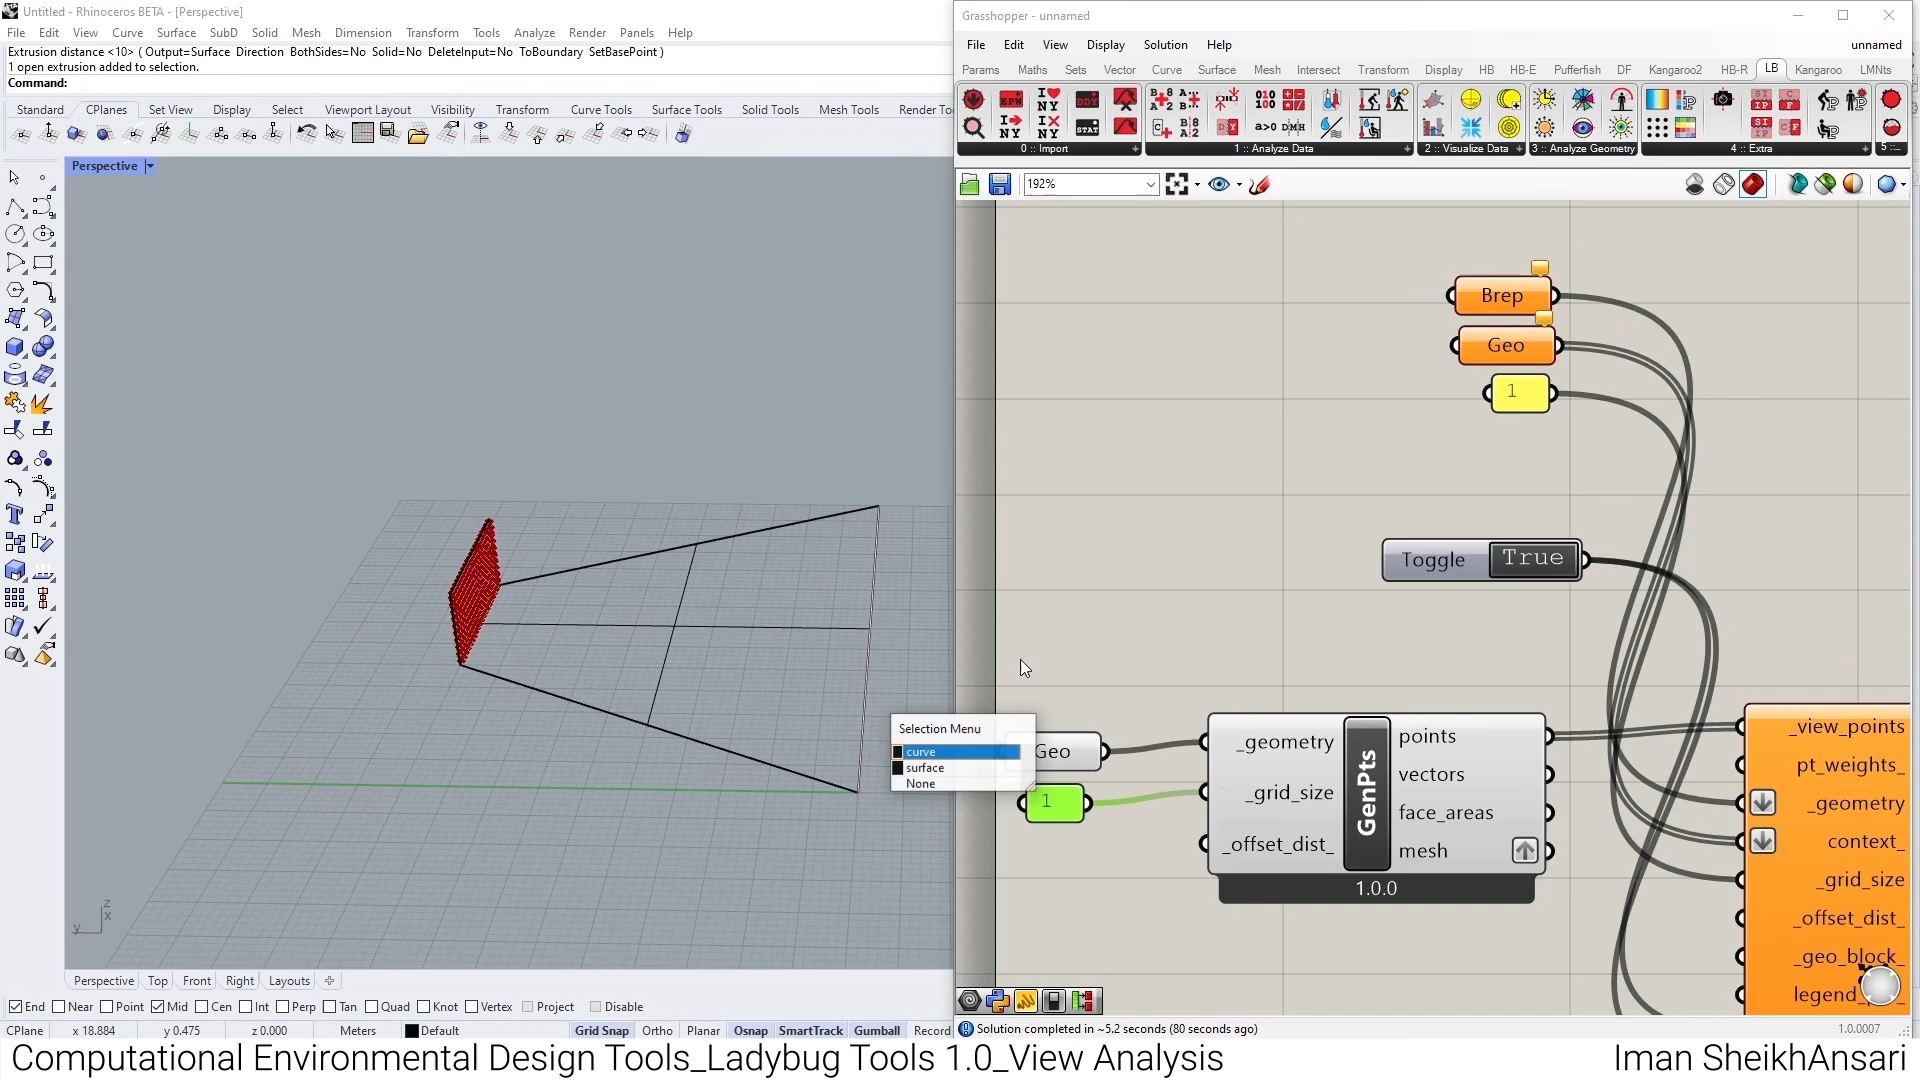 Untitled - Rhinoceros BETA - [Perspective]
File Edit View Curve Surface SubD Solid Mesh Dimension Transform Tools Analyze Render Panels Help
Extrusion distance <10> ( Output=Surface Direction BothSides=No Solid=No DeleteInput=No ToBoundary SetBasePoint )
1 open extrusion added to selection.
Command:
Standard CPlanes Set View Display Select Viewport Layout Visibility Transform Curve Tools Surface Tools Solid Tools Mesh Tools Render To
Perspective
z
x
y
Selection Menu
curve
surface
None
Perspective Top Front Right Layouts
End Near Point Mid Cen Int Perp Tan Quad Knot Vertex Project Disable
CPlane x 18.884 y 0.475 z 0.000 Meters Default Grid Snap Ortho Planar Osnap SmartTrack Gumball Record
Grasshopper - unnamed
File Edit View Display Solution Help unnamed
Params Maths Sets Vector Curve Surface Mesh Intersect Transform Display HB HB-E Pufferfish DF Kangaroo2 HB-R LB Kangaroo LMNts
0 :: Import 1 :: Analyze Data 2 :: Visualize Data 3 :: Analyze Geometry 4 :: Extra 5 ::
192%
Brep
Geo
1
Toggle True
Geo
1
_geometry
_grid_size
_offset_dist_
GenPts
points
vectors
face_areas
mesh
1.0.0
_view_points
pt_weights_
_geometry
context_
_grid_size
_offset_dist_
_geo_block_
Solution completed in ~5.2 seconds (80 seconds ago) 1.0.0007
Computational Environmental Design Tools_Ladybug Tools 1.0_View Analysis
Iman SheikhAnsari